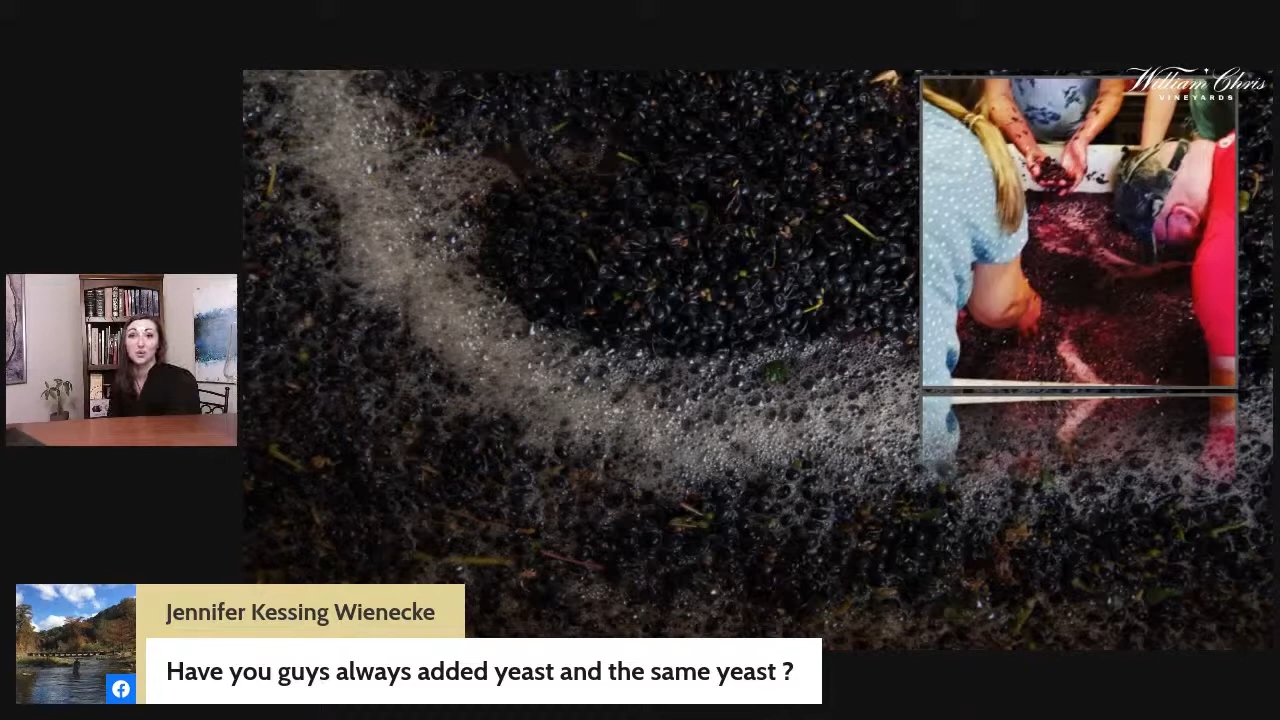 William Chris
VINEYARDS
Jennifer Kessing Wienecke
Have you guys always added yeast and the same yeast ?